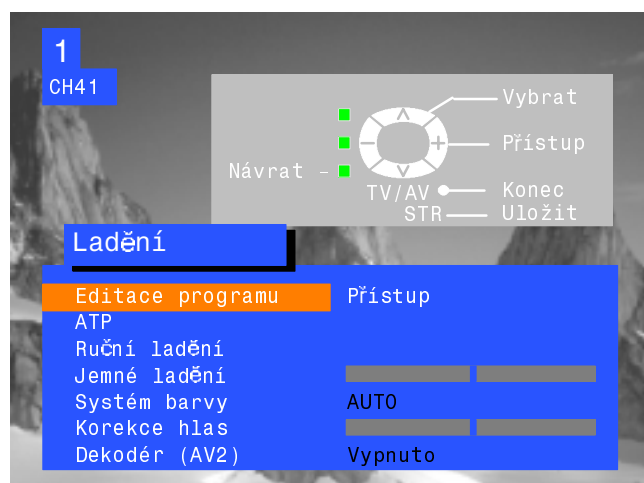 1
CH41
Vybrat
Přístup
Návrat –
TV/AV Konec
STR Uložit
Ladění
Editace programu Přístup
ATP
Ruční ladění
Jemné ladění
Systém barvy AUTO
Korekce hlas
Dekodér (AV2) Vypnuto